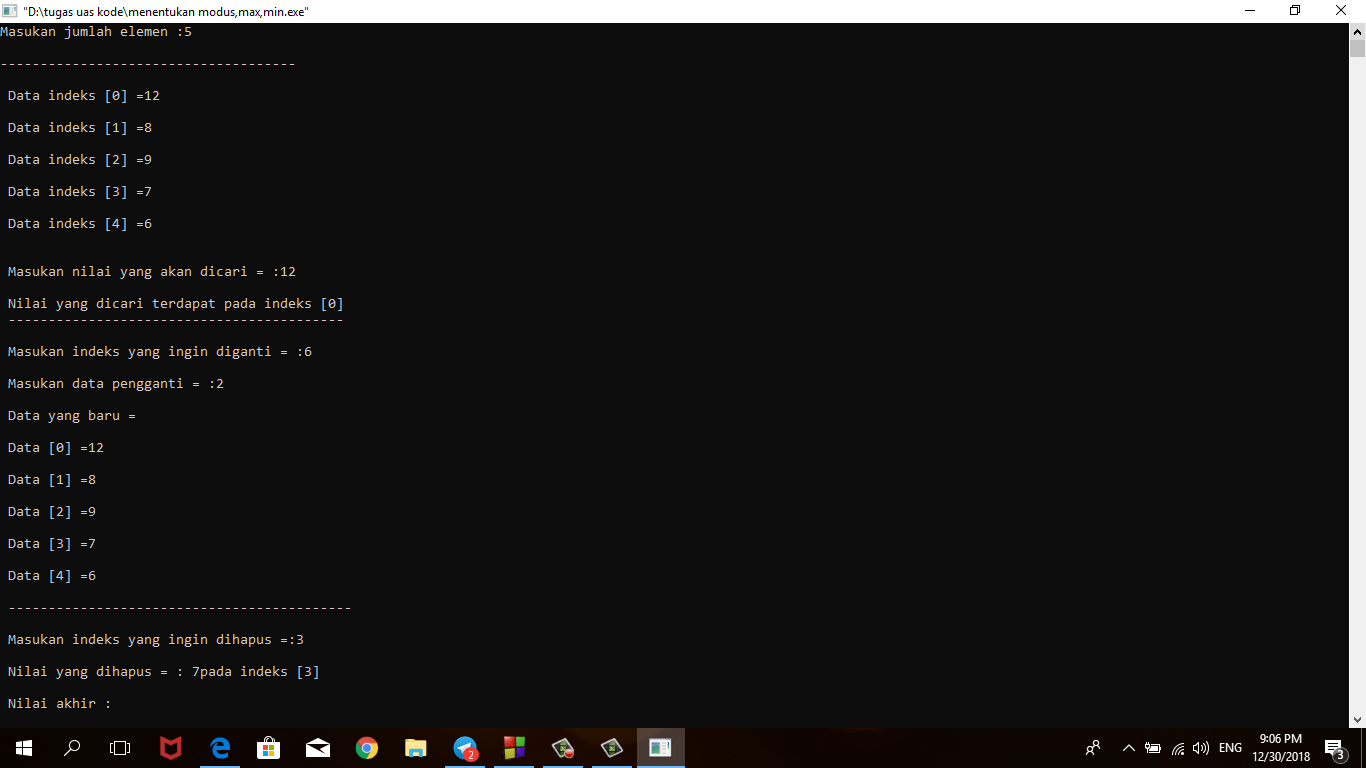 "D:\tugas uas kode\menentukan modus,max,min.exe"
Masukan jumlah elemen :5
-------------------------------------
Data indeks [0] =12
Data indeks [1] =8
Data indeks [2] =9
Data indeks [3] =7
Data indeks [4] =6
Masukan nilai yang akan dicari = :12
Nilai yang dicari terdapat pada indeks [0]
------------------------------------------
Masukan indeks yang ingin diganti = :6
Masukan data pengganti = :2
Data yang baru =
Data [0] =12
Data [1] =8
Data [2] =9
Data [3] =7
Data [4] =6
-------------------------------------------
Masukan indeks yang ingin dihapus =:3
Nilai yang dihapus = : 7pada indeks [3]
Nilai akhir :
2
ENG
9:06 PM
12/30/2018
3